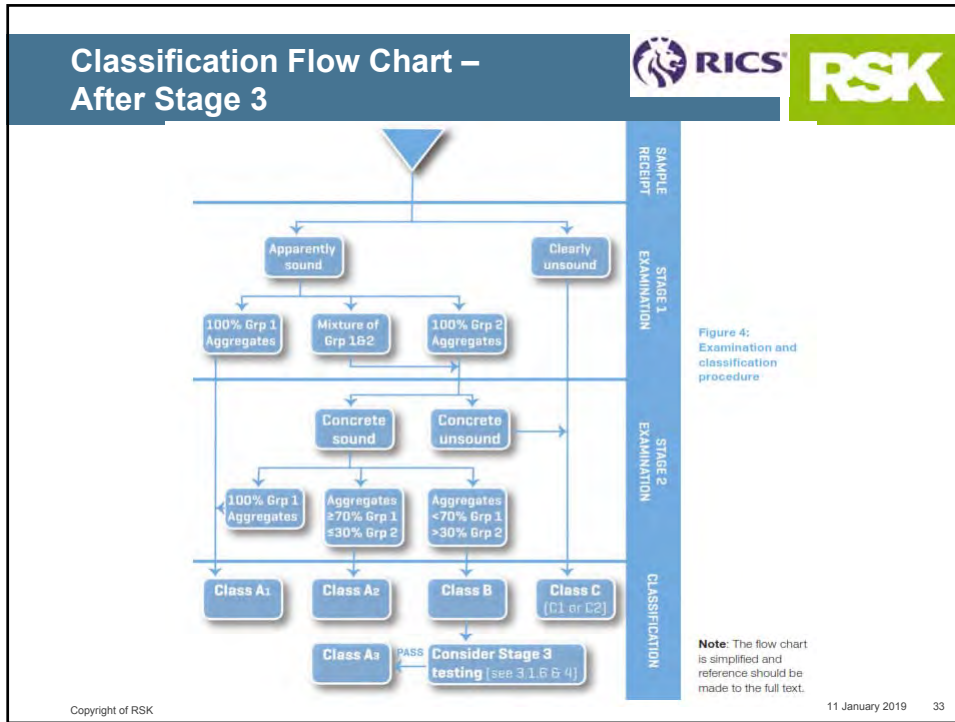 Classification Flow Chart –
After Stage 3
RICS
RSK
SAMPLE
RECEIPT
Apparently
sound
Clearly
unsound
STAGE 1
EXAMINATION
100% Grp 1
Aggregates
Mixture of
Grp 1&2
100% Grp 2
Aggregates
Figure 4:
Examination and
classification
procedure
Concrete
sound
Concrete
unsound
STAGE 2
EXAMINATION
100% Grp 1
Aggregates
Aggregates
≥70% Grp 1
≤30% Grp 2
Aggregates
<70% Grp 1
>30% Grp 2
Class A1
Class A2
Class B
Class C
(C1 or C2)
CLASSIFICATION
Class A3
PASS
Consider Stage 3
testing (see 3.1.6 & 4)
Note: The flow chart
is simplified and
reference should be
made to the full text.
Copyright of RSK
11 January 2019
33